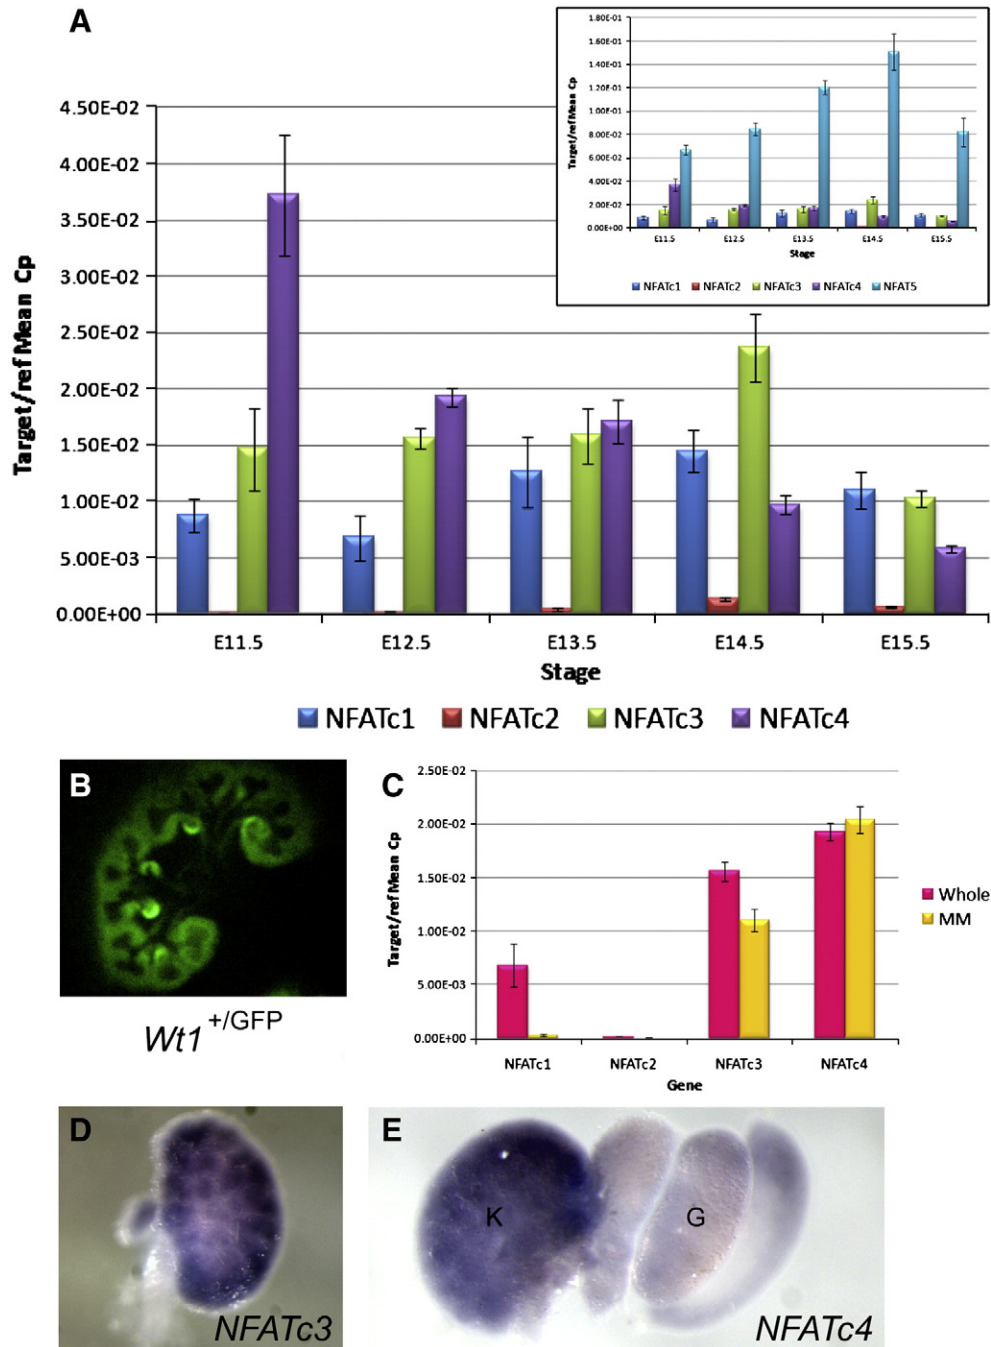 A
4.50E-02
4.00E-02
3.50E-02
3.00E-02
2.50E-02
2.00E-02
1.50E-02
1.00E-02
5.00E-03
0.00E+00
Target/ref Mean Cp
E11.5 E12.5 E13.5 E14.5 E15.5
Stage
NFATc1 NFATc2 NFATc3 NFATc4
1.80E-01
1.60E-01
1.40E-01
1.20E-01
1.00E-01
8.00E-02
6.00E-02
4.00E-02
2.00E-02
0.00E+00
Target/ref Mean Cp
E11.5 E12.5 E13.5 E14.5 E15.5
Stage
NFATc1 NFATc2 NFATc3 NFATc4 NFAT5
B
Wt1 +/GFP
C
2.50E-02
2.00E-02
1.50E-02
1.00E-02
5.00E-03
0.00E+00
Target/ref Mean Cp
NFATc1 NFATc2 NFATc3 NFATc4
Gene
Whole
MM
D
NFATc3
E
K
G
NFATc4